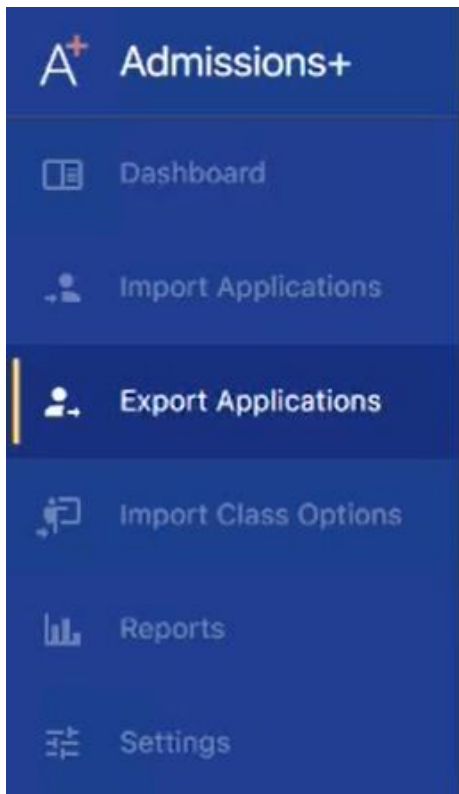 A+ Admissions+
Dashboard
Import Applications
Export Applications
Import Class Options
Reports
Settings